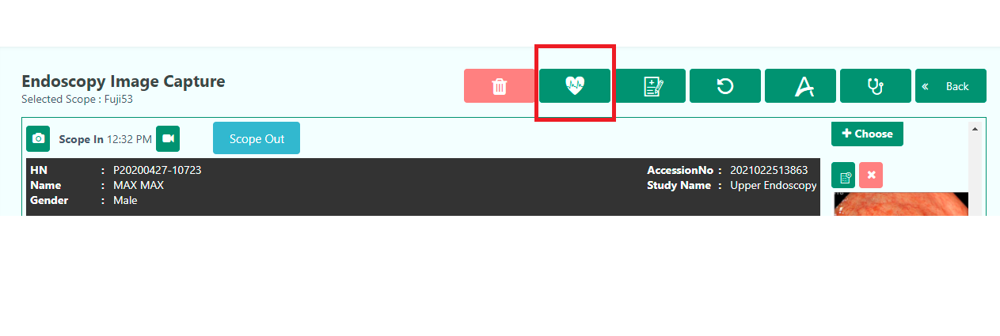 Endoscopy Image Capture
Selected Scope : Fuji53
« Back
Scope In 12:32 PM
Scope Out
+ Choose
HN : P20200427-10723
AccessionNo : 2021022513863
Name : MAX MAX
Study Name : Upper Endoscopy
Gender : Male